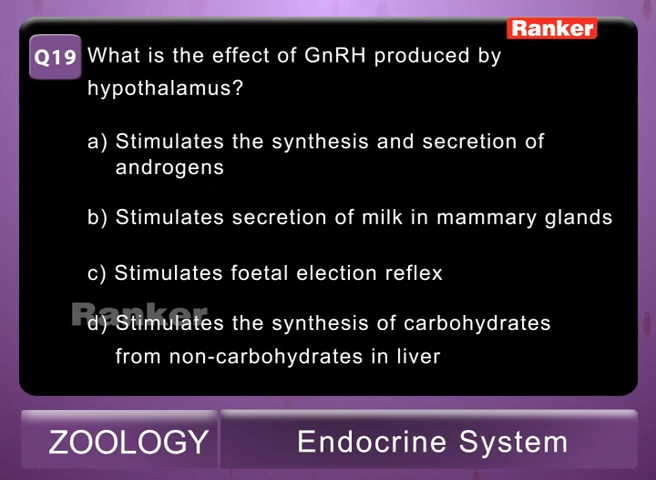 Ranker
Q19 What is the effect of GnRH produced by
hypothalamus?
a) Stimulates the synthesis and secretion of
androgens
b) Stimulates secretion of milk in mammary glands
c) Stimulates foetal election reflex
Ranker
d) Stimulates the synthesis of carbohydrates
from non-carbohydrates in liver
ZOOLOGY Endocrine System